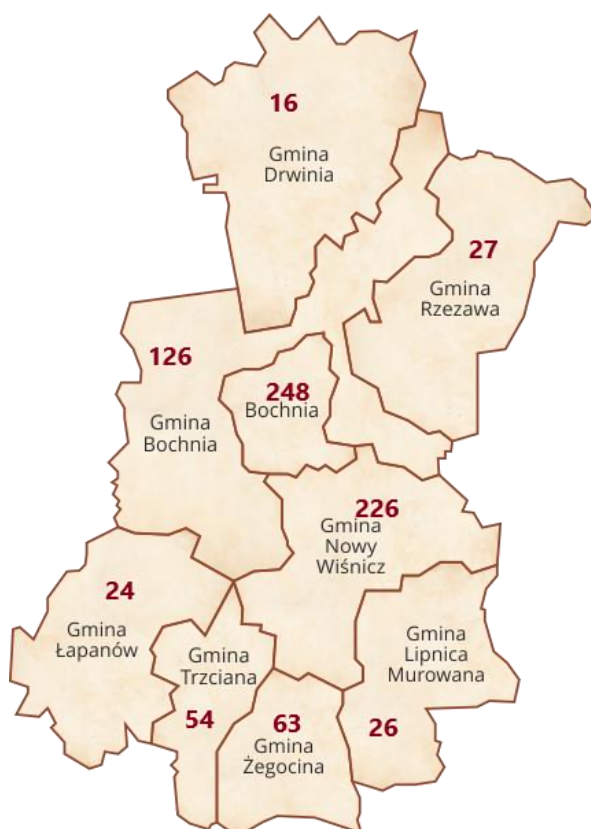 16
Gmina
Drwinia
27
Gmina
Rzezawa
126
Gmina
Bochnia
248
Bochnia
226
Gmina
Nowy
Wiśnicz
24
Gmina
Łapanów
Gmina
Trzciana
54
Gmina
Lipnica
Murowana
26
63
Gmina
Żegocina